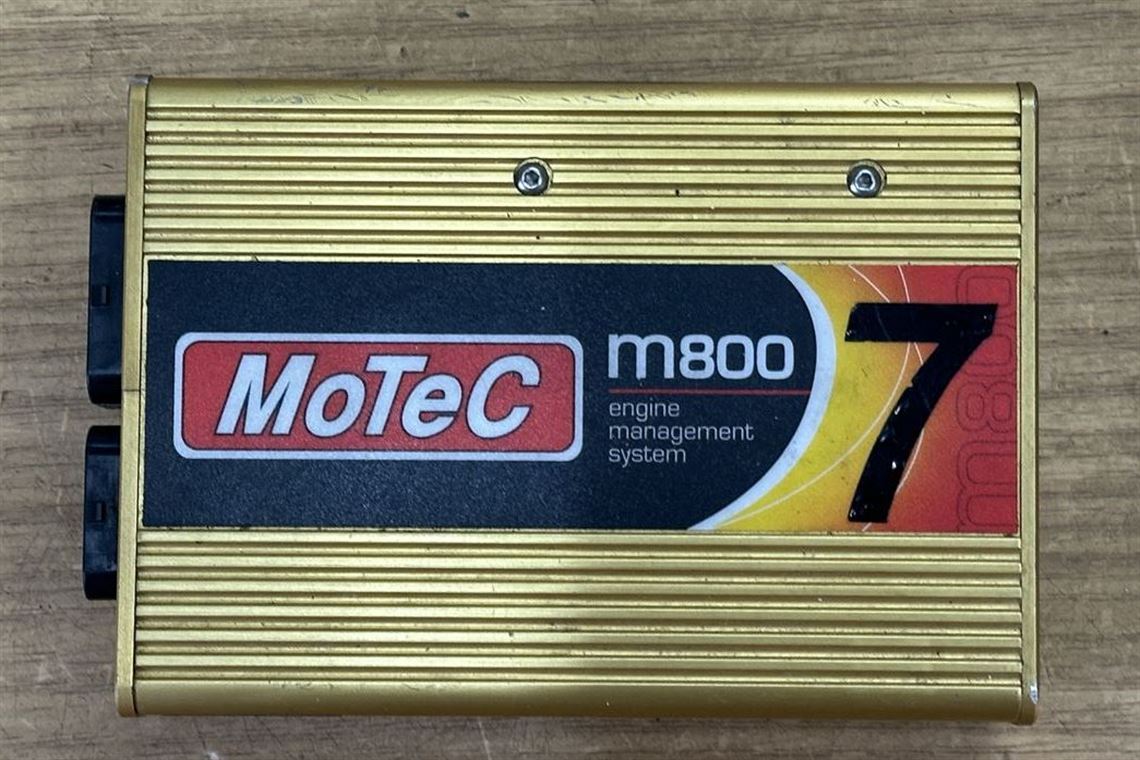 MoTeC
m800
engine
management
system
7
m800